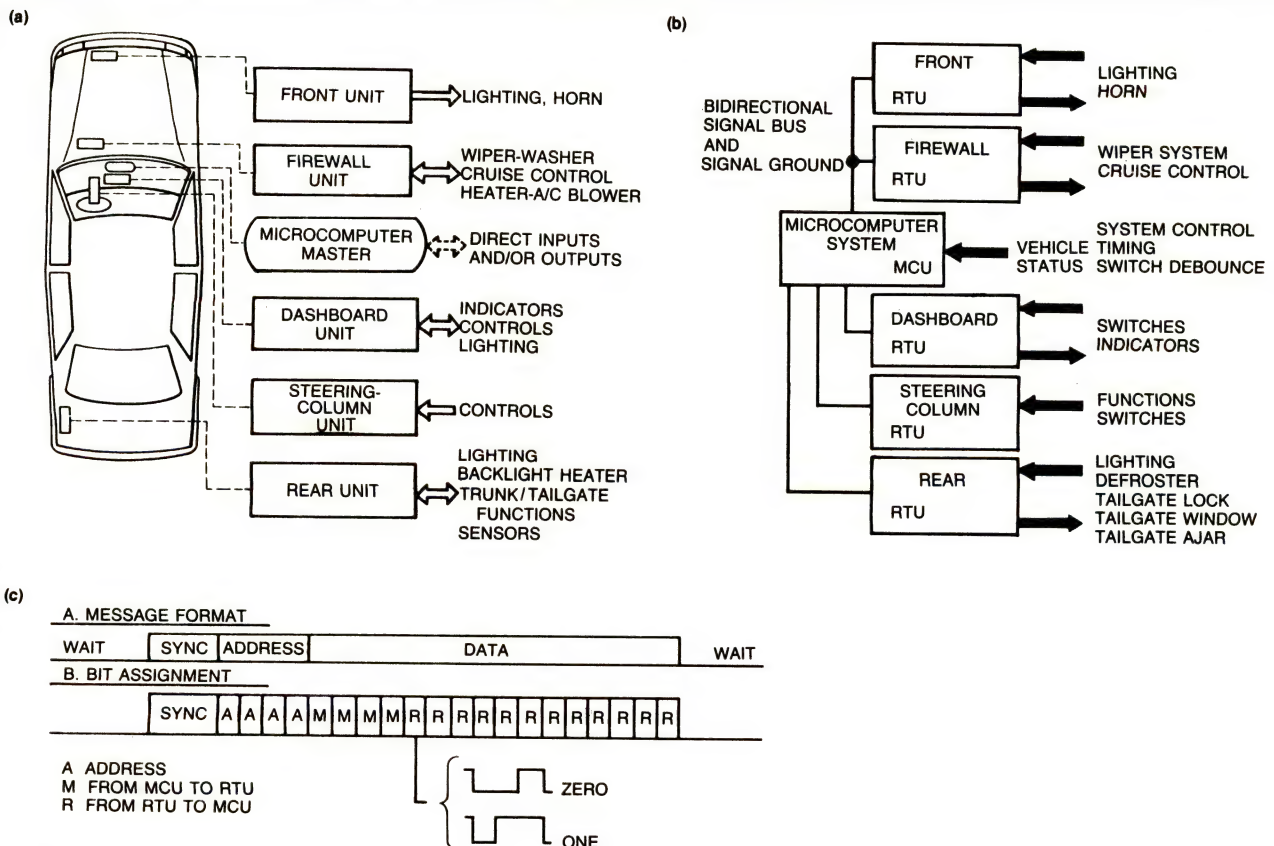 (a)
FRONT UNIT
LIGHTING, HORN
FIREWALL
UNIT
WIPER-WASHER
CRUISE CONTROL
HEATER-A/C BLOWER
MICROCOMPUTER
MASTER
DIRECT INPUTS
AND/OR OUTPUTS
DASHBOARD
UNIT
INDICATORS
CONTROLS
LIGHTING
STEERING-
COLUMN
UNIT
CONTROLS
REAR UNIT
LIGHTING
BACKLIGHT HEATER
TRUNK/TAILGATE
FUNCTIONS
SENSORS
(b)
BIDIRECTIONAL
SIGNAL BUS
AND
SIGNAL GROUND
FRONT
RTU
LIGHTING
HORN
FIREWALL
RTU
WIPER SYSTEM
CRUISE CONTROL
MICROCOMPUTER
SYSTEM
MCU
VEHICLE
STATUS
SYSTEM CONTROL
TIMING
SWITCH DEBOUNCE
DASHBOARD
RTU
SWITCHES
INDICATORS
STEERING
COLUMN
RTU
FUNCTIONS
SWITCHES
REAR
RTU
LIGHTING
DEFROSTER
TAILGATE LOCK
TAILGATE WINDOW
TAILGATE AJAR
(c)
A. MESSAGE FORMAT
WAIT SYNC ADDRESS DATA WAIT
B. BIT ASSIGNMENT
SYNC A A A A M M M M R R R R R R R R R R R R
A ADDRESS
M FROM MCU TO RTU
R FROM RTU TO MCU
ZERO
ONE